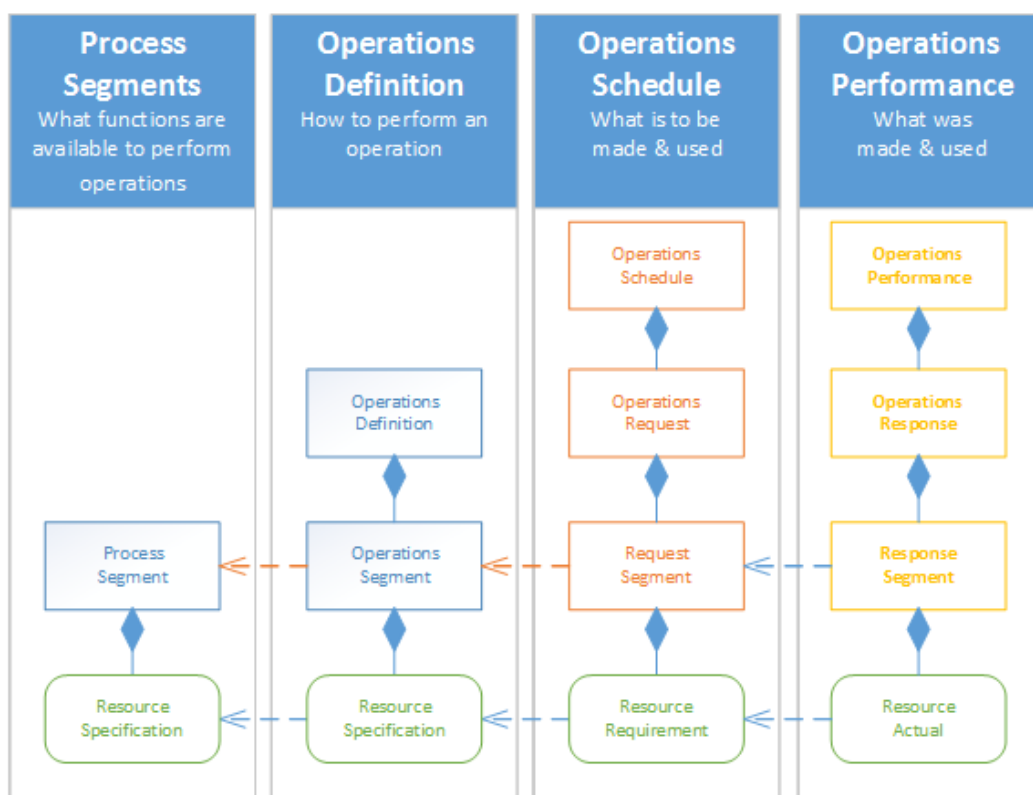 Process
Segments
What functions are
available to perform
operations
Operations
Definition
How to perform an
operation
Operations
Schedule
What is to be
made & used
Operations
Performance
What was
made & used
Operations
Schedule
Operations
Performance
Operations
Definition
Operations
Request
Operations
Response
Process
Segment
Operations
Segment
Request
Segment
Response
Segment
Resource
Specification
Resource
Specification
Resource
Requirement
Resource
Actual